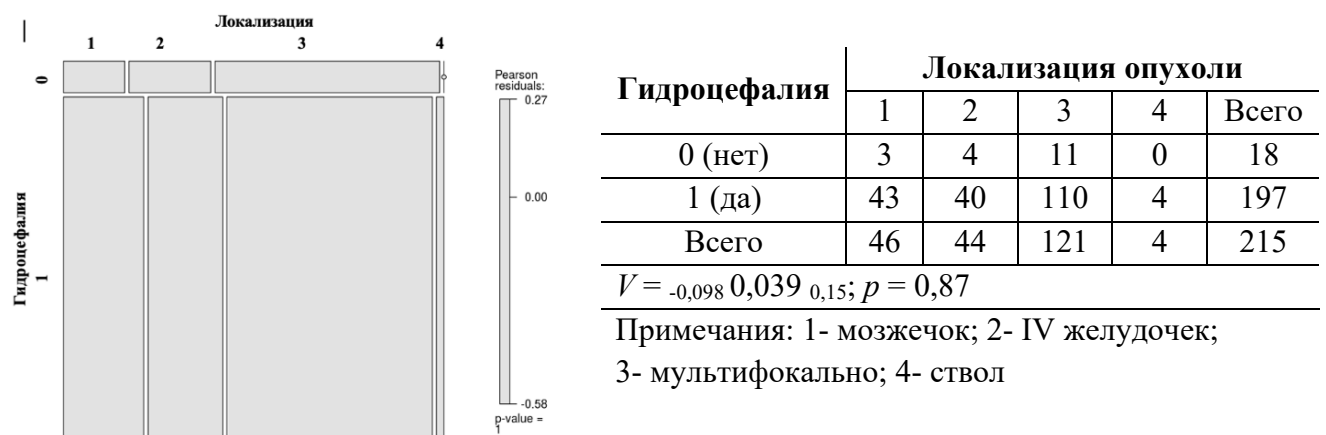 Локализация
1 2 3 4
0
Гидроцефалия
1
Pearson
residuals:
0.27
0.00
-0.58
p-value =
1
Гидроцефалия Локализация опухоли
1 2 3 4 Всего
0 (нет) 3 4 11 0 18
1 (да) 43 40 110 4 197
Всего 46 44 121 4 215
V = -0,098 0,039 0,15; p = 0,87
Примечания: 1- мозжечок; 2- IV желудочек;
3- мультифокально; 4- ствол